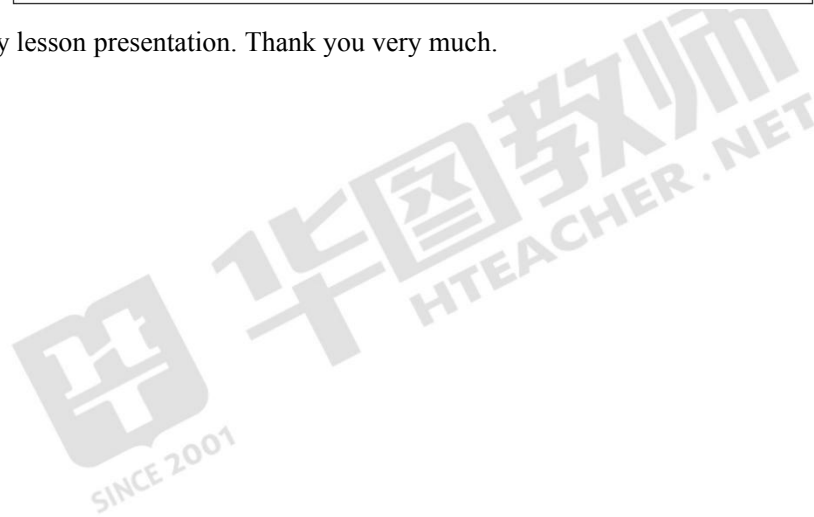 y lesson presentation. Thank you very much.
华图教师
HTEACHER.NET
SINCE 2001